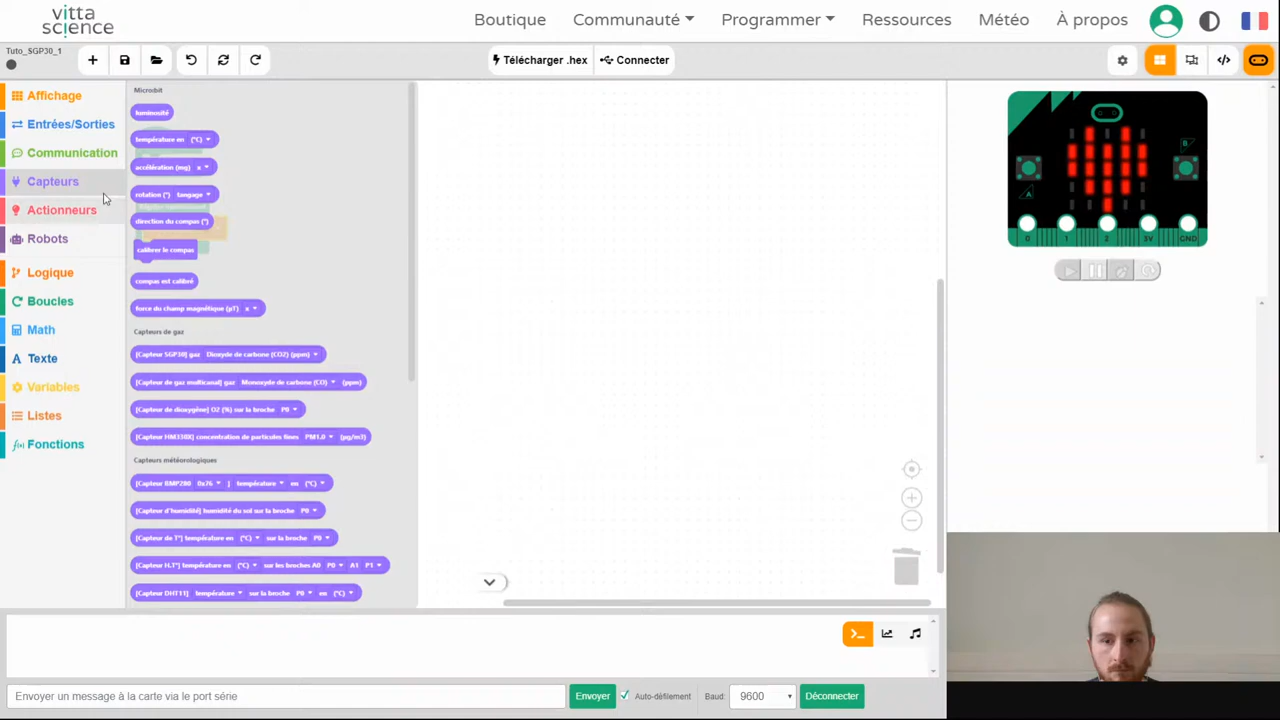 vitta
science
Boutique
Communauté
Programmer
Ressources
Météo
À propos
Tuto_SGP30_1
Télécharger .hex
Connecter
Affichage
Entrées/Sorties
Communication
Capteurs
Actionneurs
Robots
Logique
Boucles
Math
Texte
Variables
Listes
Fonctions
Microbit
luminosité
température en (°C)
accélération (mg) x
rotation (°) tangage
direction du compas (°)
calibrer le compas
compas est calibré
force du champ magnétique (µT) x
Capteurs de gaz
[Capteur SGP30] gaz Dioxyde de carbone (CO2) (ppm)
[Capteur de gaz multicanal] gaz Monoxyde de carbone (CO) (ppm)
[Capteur de dioxygène] O2 (%) sur la broche P0
[Capteur HM330X] concentration de particules fines PM1.0 (µg/m3)
Capteurs météorologiques
[Capteur BMP280 0x76 ] température en (°C)
[Capteur d'humidité] humidité du sol sur la broche P0
[Capteur de T°] température en (°C) sur la broche P0
[Capteur H.T°] température en (°C) sur les broches A0 P0 A1 P1
[Capteur DHT11] température sur la broche P0 en (°C)
A
B
0 1 2 3V GND
Envoyer un message à la carte via le port série
Envoyer
Auto-défilement
Baud:
9600
Déconnecter